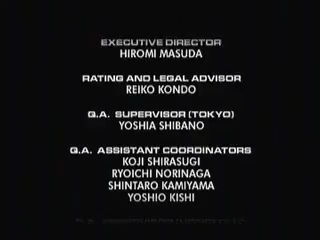 EXECUTIVE DIRECTOR
HIROMI MASUDA
RATING AND LEGAL ADVISOR
REIKO KONDO
Q.A. SUPERVISOR (TOKYO)
YOSHIA SHIBANO
Q.A. ASSISTANT COORDINATORS
KOJI SHIRASUGI
RYOICHI NORINAGA
SHINTARO KAMIYAMA
YOSHIO KISHI